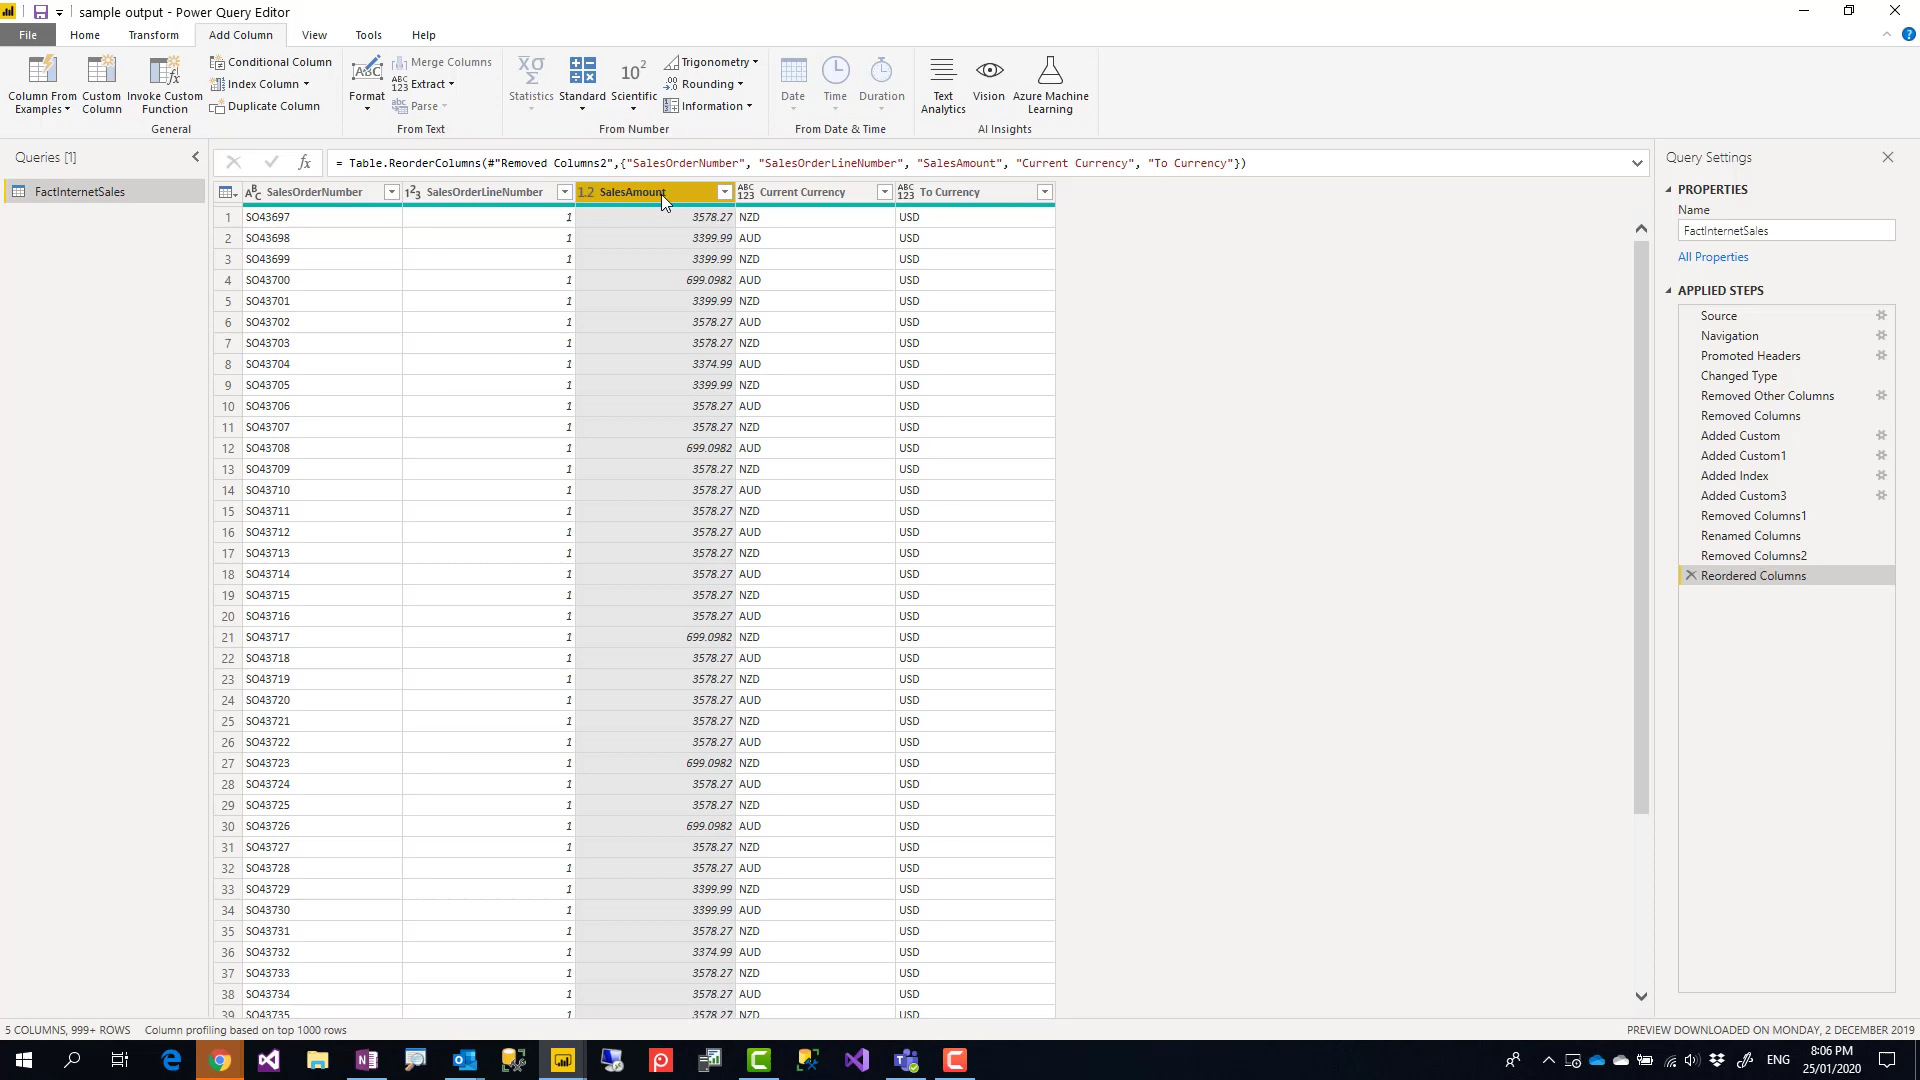 sample output - Power Query Editor
File Home Transform Add Column View Tools Help
Column From Examples
Custom Column
Invoke Custom Function
Conditional Column
Index Column
Duplicate Column
General
Format
Merge Columns
ABC 123 Extract
abc Parse
From Text
Statistics
Standard
10² Scientific
Trigonometry
.00 Rounding
Information
From Number
Date
Time
Duration
From Date & Time
Text Analytics
Vision
Azure Machine Learning
AI Insights
Queries [1]
FactInternetSales
fx = Table.ReorderColumns(#"Removed Columns2",{"SalesOrderNumber", "SalesOrderLineNumber", "SalesAmount", "Current Currency", "To Currency"})
ABC SalesOrderNumber 123 SalesOrderLineNumber 1.2 SalesAmount ABC 123 Current Currency ABC 123 To Currency
1 SO43697 1 3578.27 NZD USD
2 SO43698 1 3399.99 AUD USD
3 SO43699 1 3399.99 NZD USD
4 SO43700 1 699.0982 AUD USD
5 SO43701 1 3399.99 NZD USD
6 SO43702 1 3578.27 AUD USD
7 SO43703 1 3578.27 NZD USD
8 SO43704 1 3374.99 AUD USD
9 SO43705 1 3399.99 NZD USD
10 SO43706 1 3578.27 AUD USD
11 SO43707 1 3578.27 NZD USD
12 SO43708 1 699.0982 AUD USD
13 SO43709 1 3578.27 NZD USD
14 SO43710 1 3578.27 AUD USD
15 SO43711 1 3578.27 NZD USD
16 SO43712 1 3578.27 AUD USD
17 SO43713 1 3578.27 NZD USD
18 SO43714 1 3578.27 AUD USD
19 SO43715 1 3578.27 NZD USD
20 SO43716 1 3578.27 AUD USD
21 SO43717 1 699.0982 NZD USD
22 SO43718 1 3578.27 AUD USD
23 SO43719 1 3578.27 NZD USD
24 SO43720 1 3578.27 AUD USD
25 SO43721 1 3578.27 NZD USD
26 SO43722 1 3578.27 AUD USD
27 SO43723 1 699.0982 NZD USD
28 SO43724 1 3578.27 AUD USD
29 SO43725 1 3578.27 NZD USD
30 SO43726 1 699.0982 AUD USD
31 SO43727 1 3578.27 NZD USD
32 SO43728 1 3578.27 AUD USD
33 SO43729 1 3399.99 NZD USD
34 SO43730 1 3399.99 AUD USD
35 SO43731 1 3578.27 NZD USD
36 SO43732 1 3374.99 AUD USD
37 SO43733 1 3578.27 NZD USD
38 SO43734 1 3578.27 AUD USD
39 SO43735 1 3578.27 NZD USD
Query Settings
PROPERTIES
Name
FactInternetSales
All Properties
APPLIED STEPS
Source
Navigation
Promoted Headers
Changed Type
Removed Other Columns
Removed Columns
Added Custom
Added Custom1
Added Index
Added Custom3
Removed Columns1
Renamed Columns
Removed Columns2
Reordered Columns
5 COLUMNS, 999+ ROWS Column profiling based on top 1000 rows
PREVIEW DOWNLOADED ON MONDAY, 2 DECEMBER 2019
ENG
8:06 PM
25/01/2020